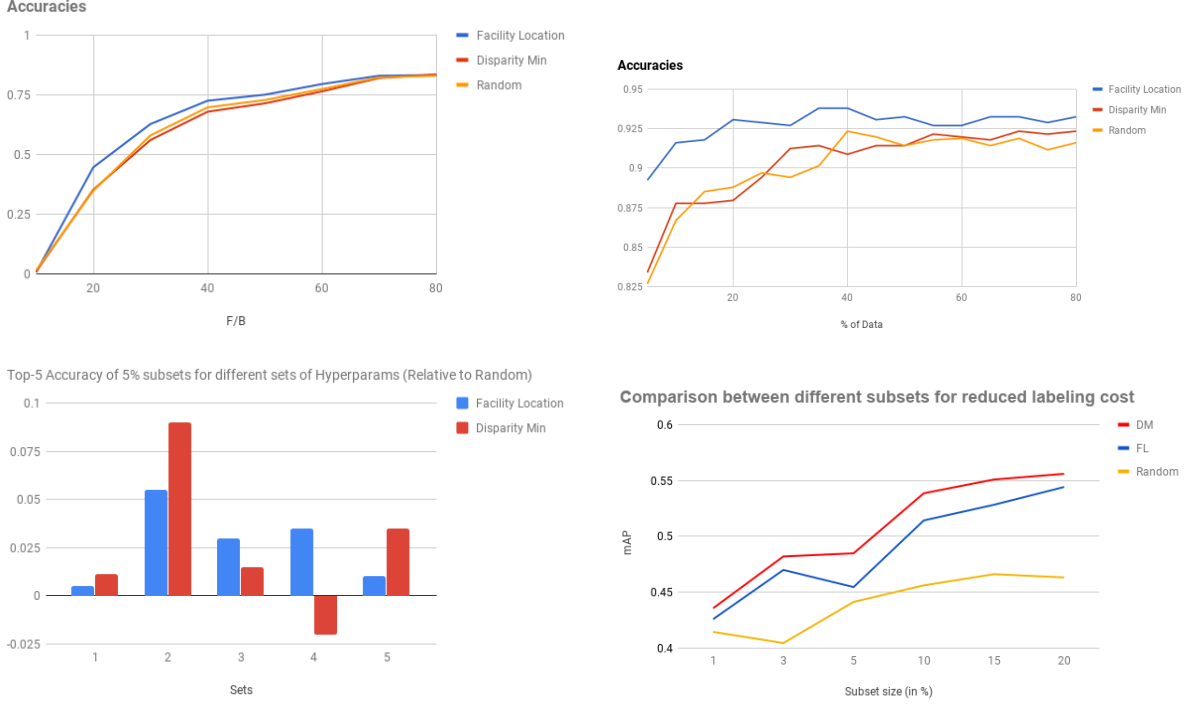 Accuracies
1
0.75
0.5
0.25
0
20 40 60 80
F/B
Facility Location
Disparity Min
Random
Accuracies
0.95
0.925
0.9
0.875
0.85
0.825
20 40 60 80
% of Data
Facility Location
Disparity Min
Random
Top-5 Accuracy of 5% subsets for different sets of Hyperparams (Relative to Random)
0.1
0.075
0.05
0.025
0
-0.025
1 2 3 4 5
Sets
Facility Location
Disparity Min
Comparison between different subsets for reduced labeling cost
0.6
0.55
0.5
0.45
0.4
mAP
1 3 5 10 15 20
Subset size (in %)
DM
FL
Random